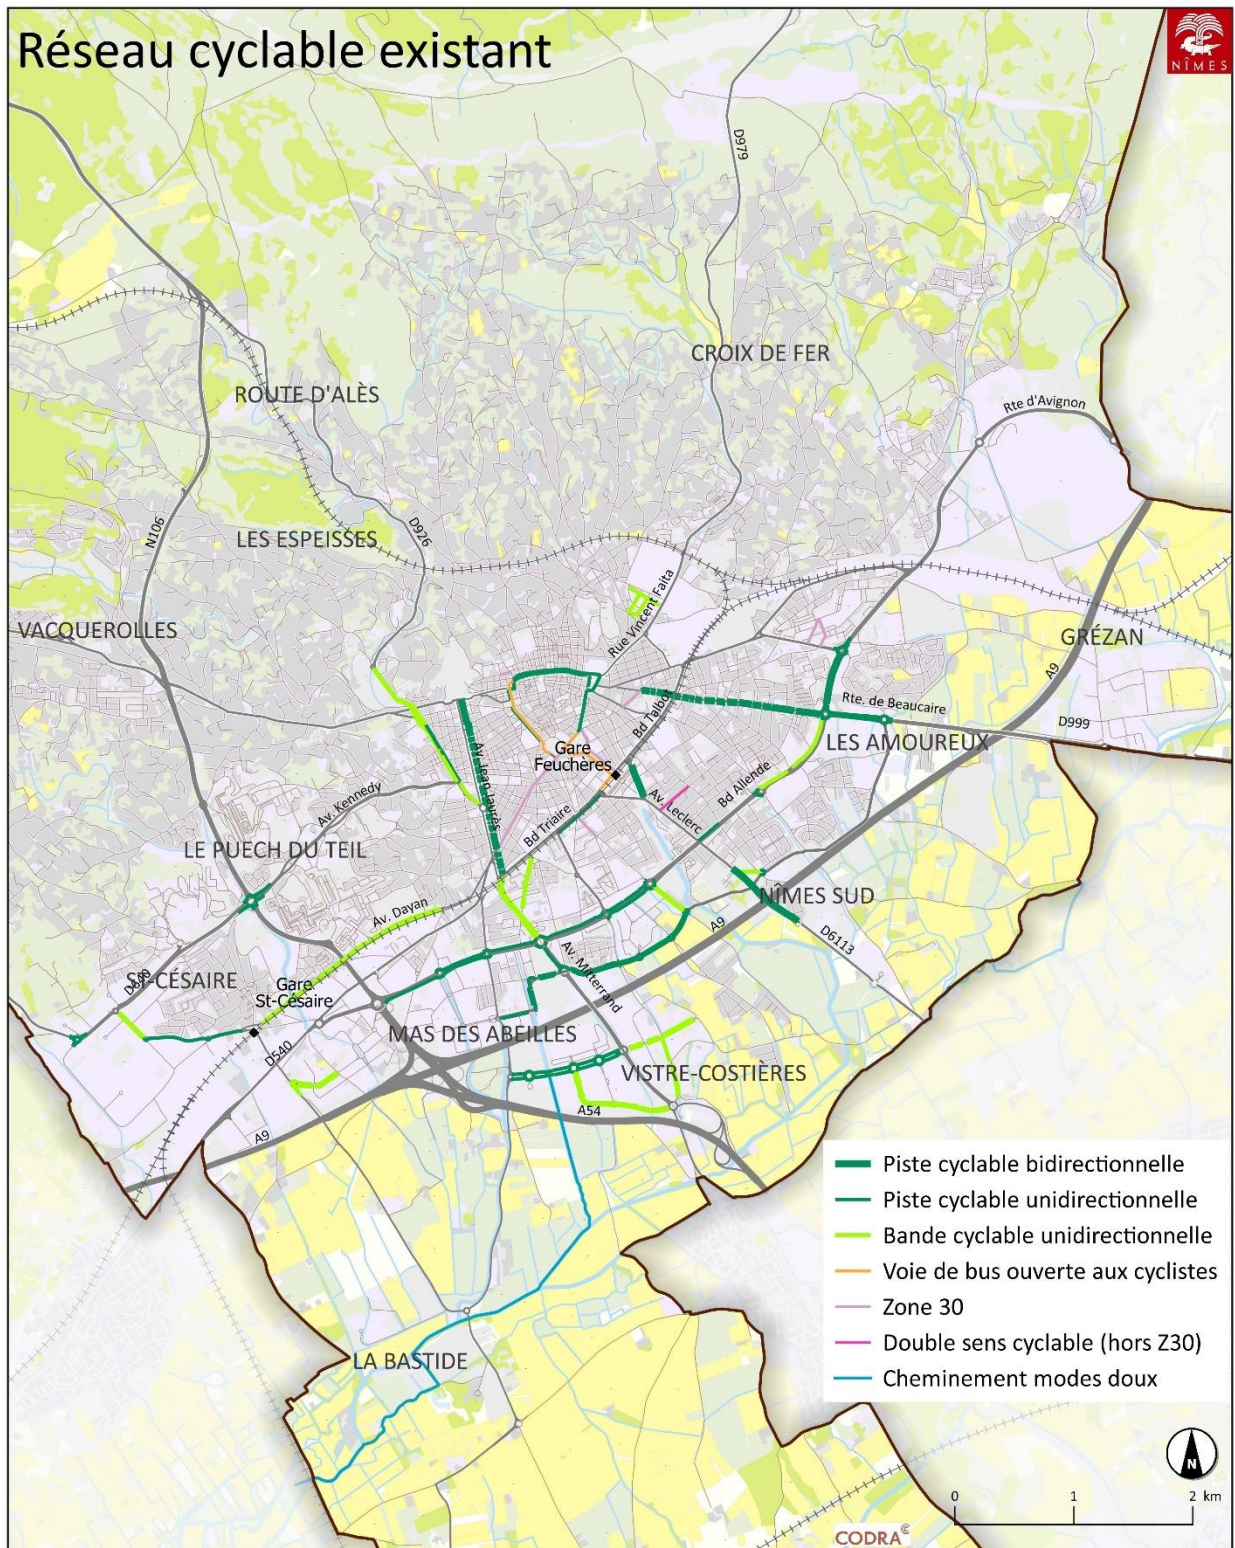 Réseau cyclable existant
NÎMES
D979
CROIX DE FER
ROUTE D'ALÈS
Rte d'Avignon
N106
D926
LES ESPEISSES
Rue Vincent Faita
VACQUEROLLES
GRÉZAN
A9
Bd Talbot
Rte. de Beaucaire
D999
Av. Jean Jaurès
Gare
Feuchères
LES AMOUREUX
Av. Kennedy
Bd Triaire
Av. Leclerc
Bd Allende
LE PUECH DU TEIL
NÎMES SUD
Av. Dayan
A9
D6113
Av. Mitterrand
ST-CÉSAIRE
D640
Gare
St-Césaire
MAS DES ABEILLES
D540
VISTRE-COSTIÈRES
A54
A9
Piste cyclable bidirectionnelle
Piste cyclable unidirectionnelle
Bande cyclable unidirectionnelle
Voie de bus ouverte aux cyclistes
Zone 30
Double sens cyclable (hors Z30)
Cheminement modes doux
LA BASTIDE
N
0 1 2 km
CODRA